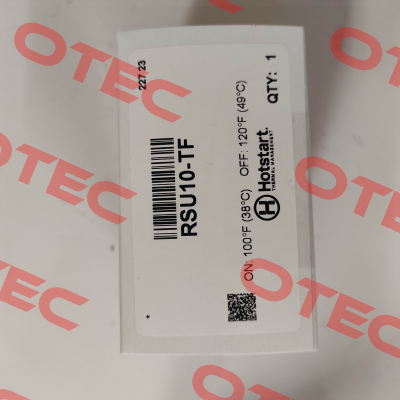 227 23
RSU10-TF
ON: 100°F (38°C) OFF: 120°F (49°C)
H Hotstart.
THERMAL MANAGEMENT
QTY: 1
*
OTEC
OTEC
OTEC
OTEC
OTEC
OTEC
OTEC